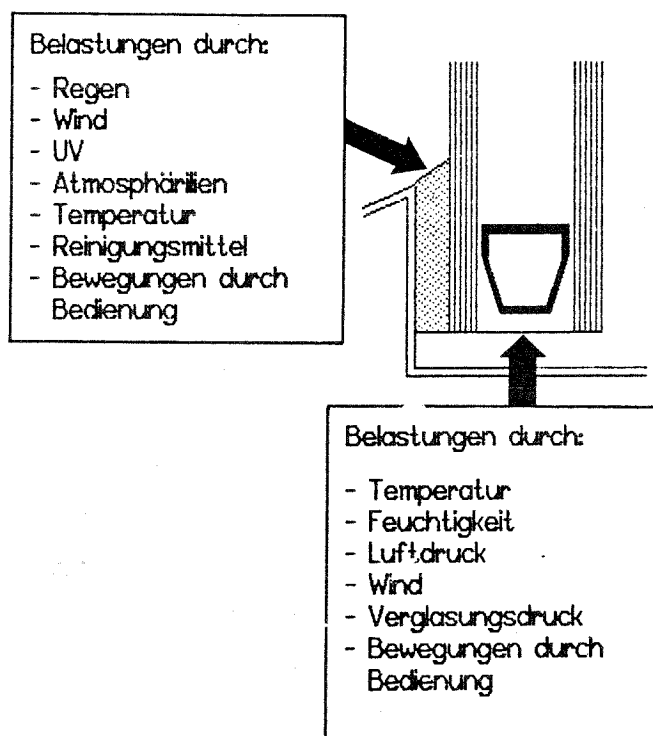 Belastungen durch:
- Regen
- Wind
- UV
- Atmosphärilien
- Temperatur
- Reinigungsmittel
- Bewegungen durch
Bedienung
Belastungen durch:
- Temperatur
- Feuchtigkeit
- Luftdruck
- Wind
- Verglasungsdruck
- Bewegungen durch
Bedienung